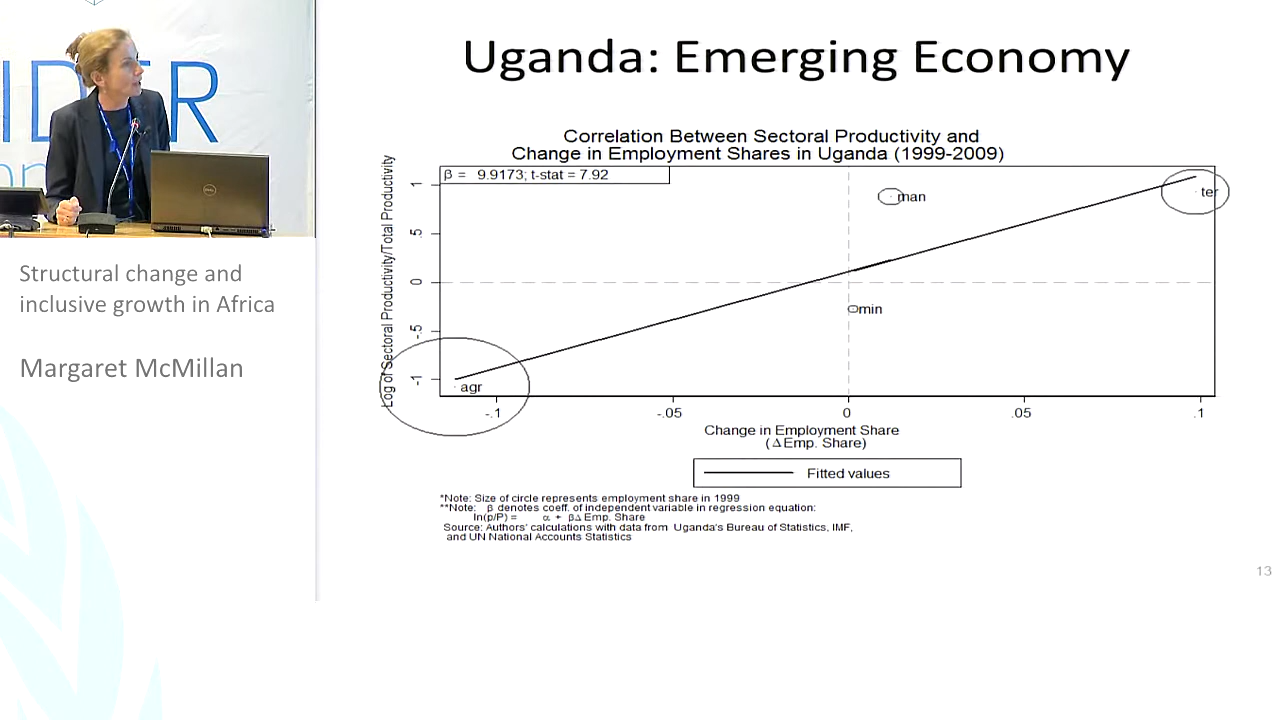 IDER
Structural change and
inclusive growth in Africa
Margaret McMillan
Uganda: Emerging Economy
Correlation Between Sectoral Productivity and
Change in Employment Shares in Uganda (1999-2009)
β = 9.9173; t-stat = 7.92
Log of Sectoral Productivity/Total Productivity
1
.5
0
-.5
-1
man
ter
min
agr
-.1
-.05
0
.05
.1
Change in Employment Share
(ΔEmp. Share)
Fitted values
*Note: Size of circle represents employment share in 1999
**Note: β denotes coeff. of independent variable in regression equation:
ln(p/P) = α + βΔ Emp. Share
Source: Authors' calculations with data from Uganda's Bureau of Statistics, IMF,
and UN National Accounts Statistics
13